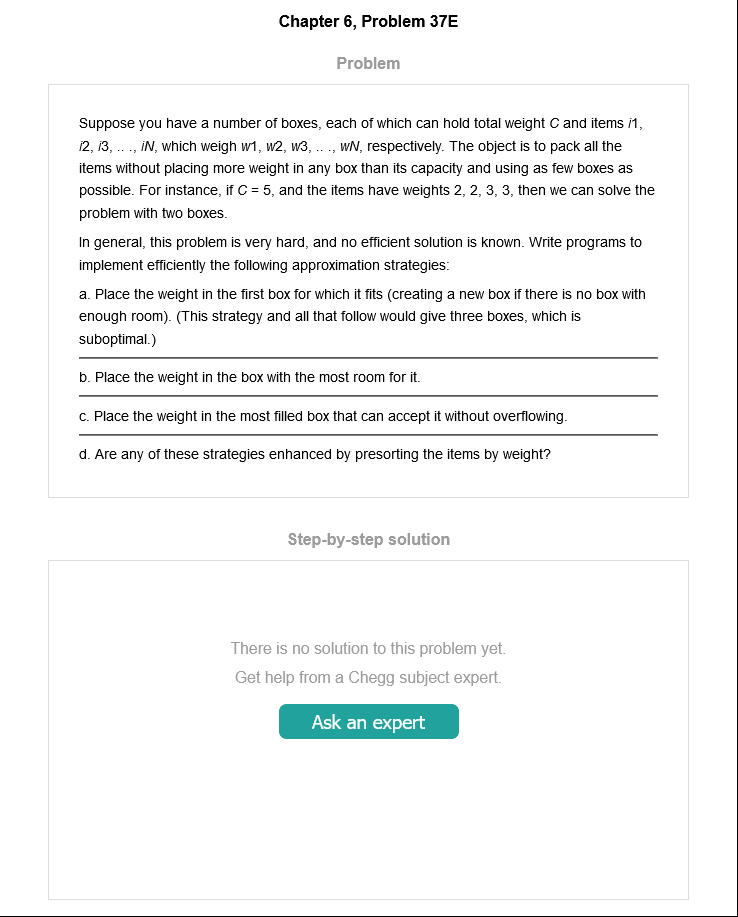 Chapter 6, Problem 37E
Problem
Suppose you have a number of boxes, each of which can hold total weight C and items i1,
i2, i3, .. ., iN, which weigh w1, w2, w3, .. ., wN, respectively. The object is to pack all the
items without placing more weight in any box than its capacity and using as few boxes as
possible. For instance, if C = 5, and the items have weights 2, 2, 3, 3, then we can solve the
problem with two boxes.
In general, this problem is very hard, and no efficient solution is known. Write programs to
implement efficiently the following approximation strategies:
a. Place the weight in the first box for which it fits (creating a new box if there is no box with
enough room). (This strategy and all that follow would give three boxes, which is
suboptimal.)
b. Place the weight in the box with the most room for it.
c. Place the weight in the most filled box that can accept it without overflowing.
d. Are any of these strategies enhanced by presorting the items by weight?
Step-by-step solution
There is no solution to this problem yet.
Get help from a Chegg subject expert.
Ask an expert